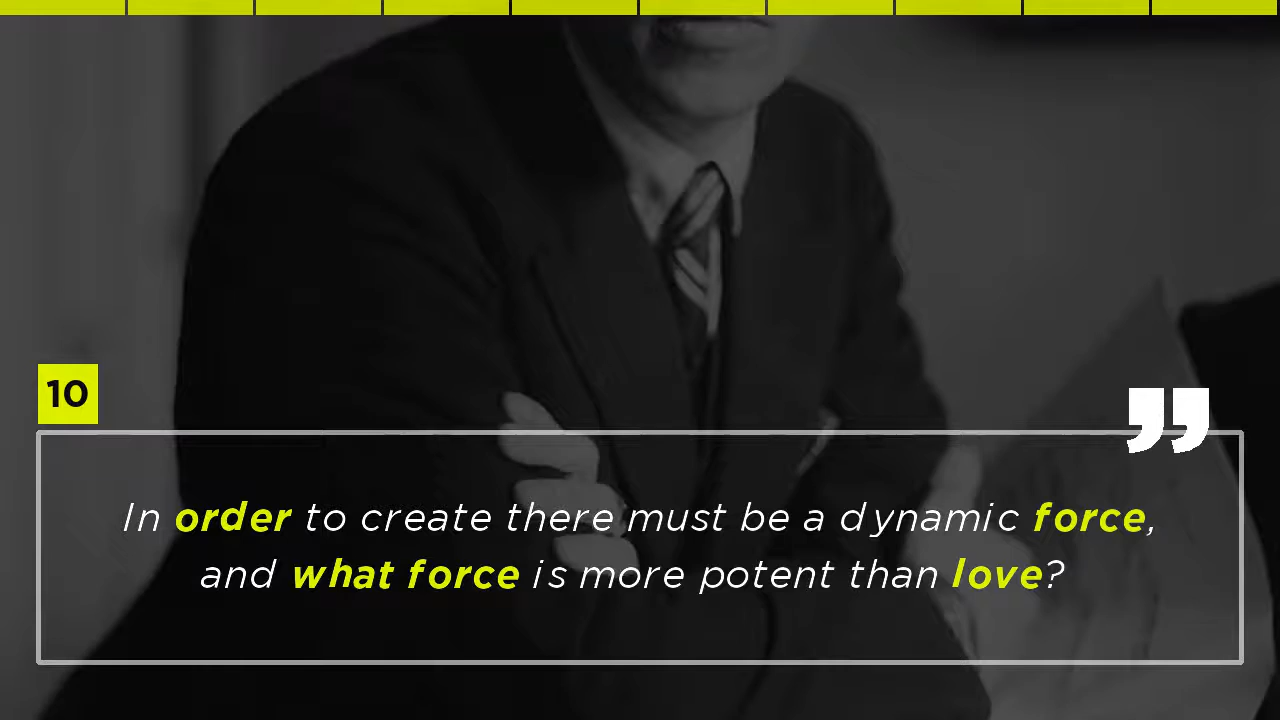 10
”
In order to create there must be a dynamic force,
and what force is more potent than love?